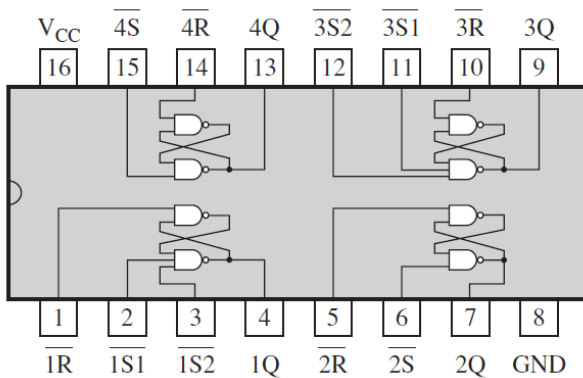 V_CC 4S̅ 4R̅ 4Q 3S2̅ 3S1̅ 3R̅ 3Q
16 15 14 13 12 11 10 9
1 2 3 4 5 6 7 8
1R̅ 1S1̅ 1S2̅ 1Q 2R̅ 2S̅ 2Q GND